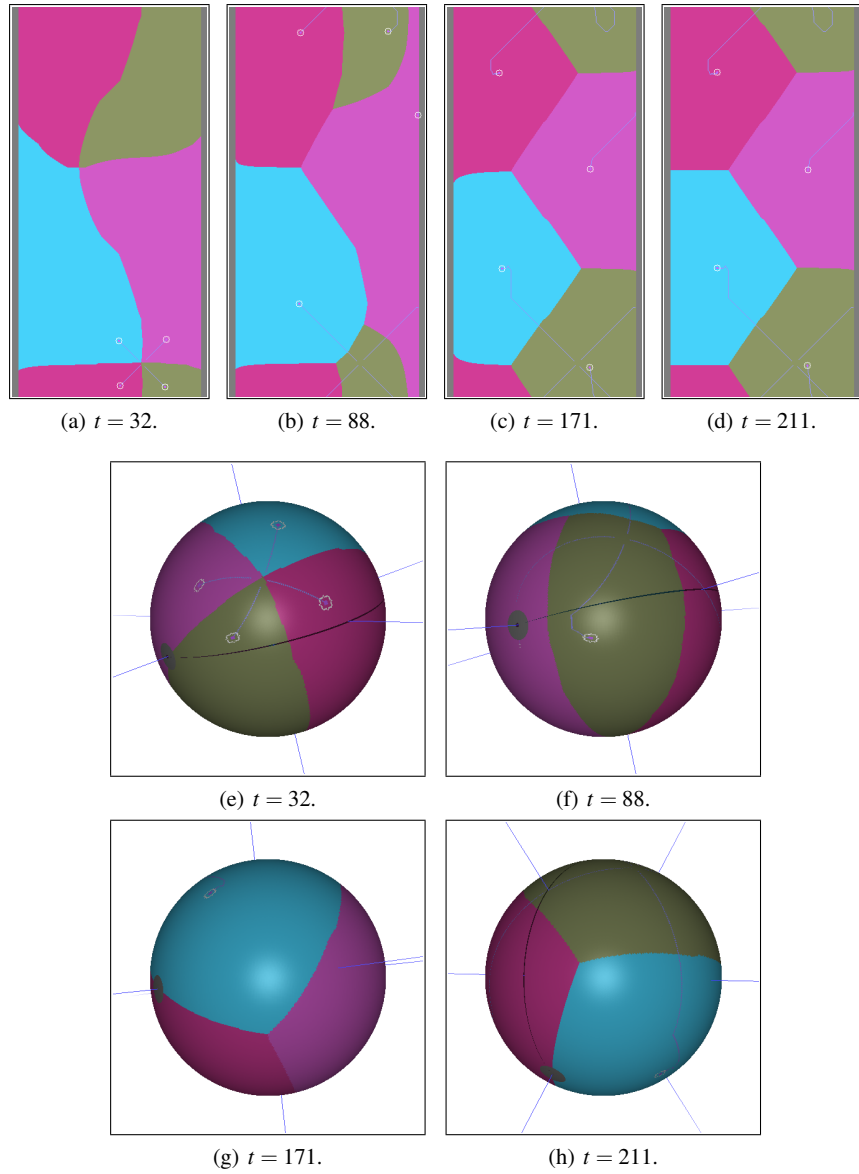 (a) t = 32.
(b) t = 88.
(c) t = 171.
(d) t = 211.
(e) t = 32.
(f) t = 88.
(g) t = 171.
(h) t = 211.